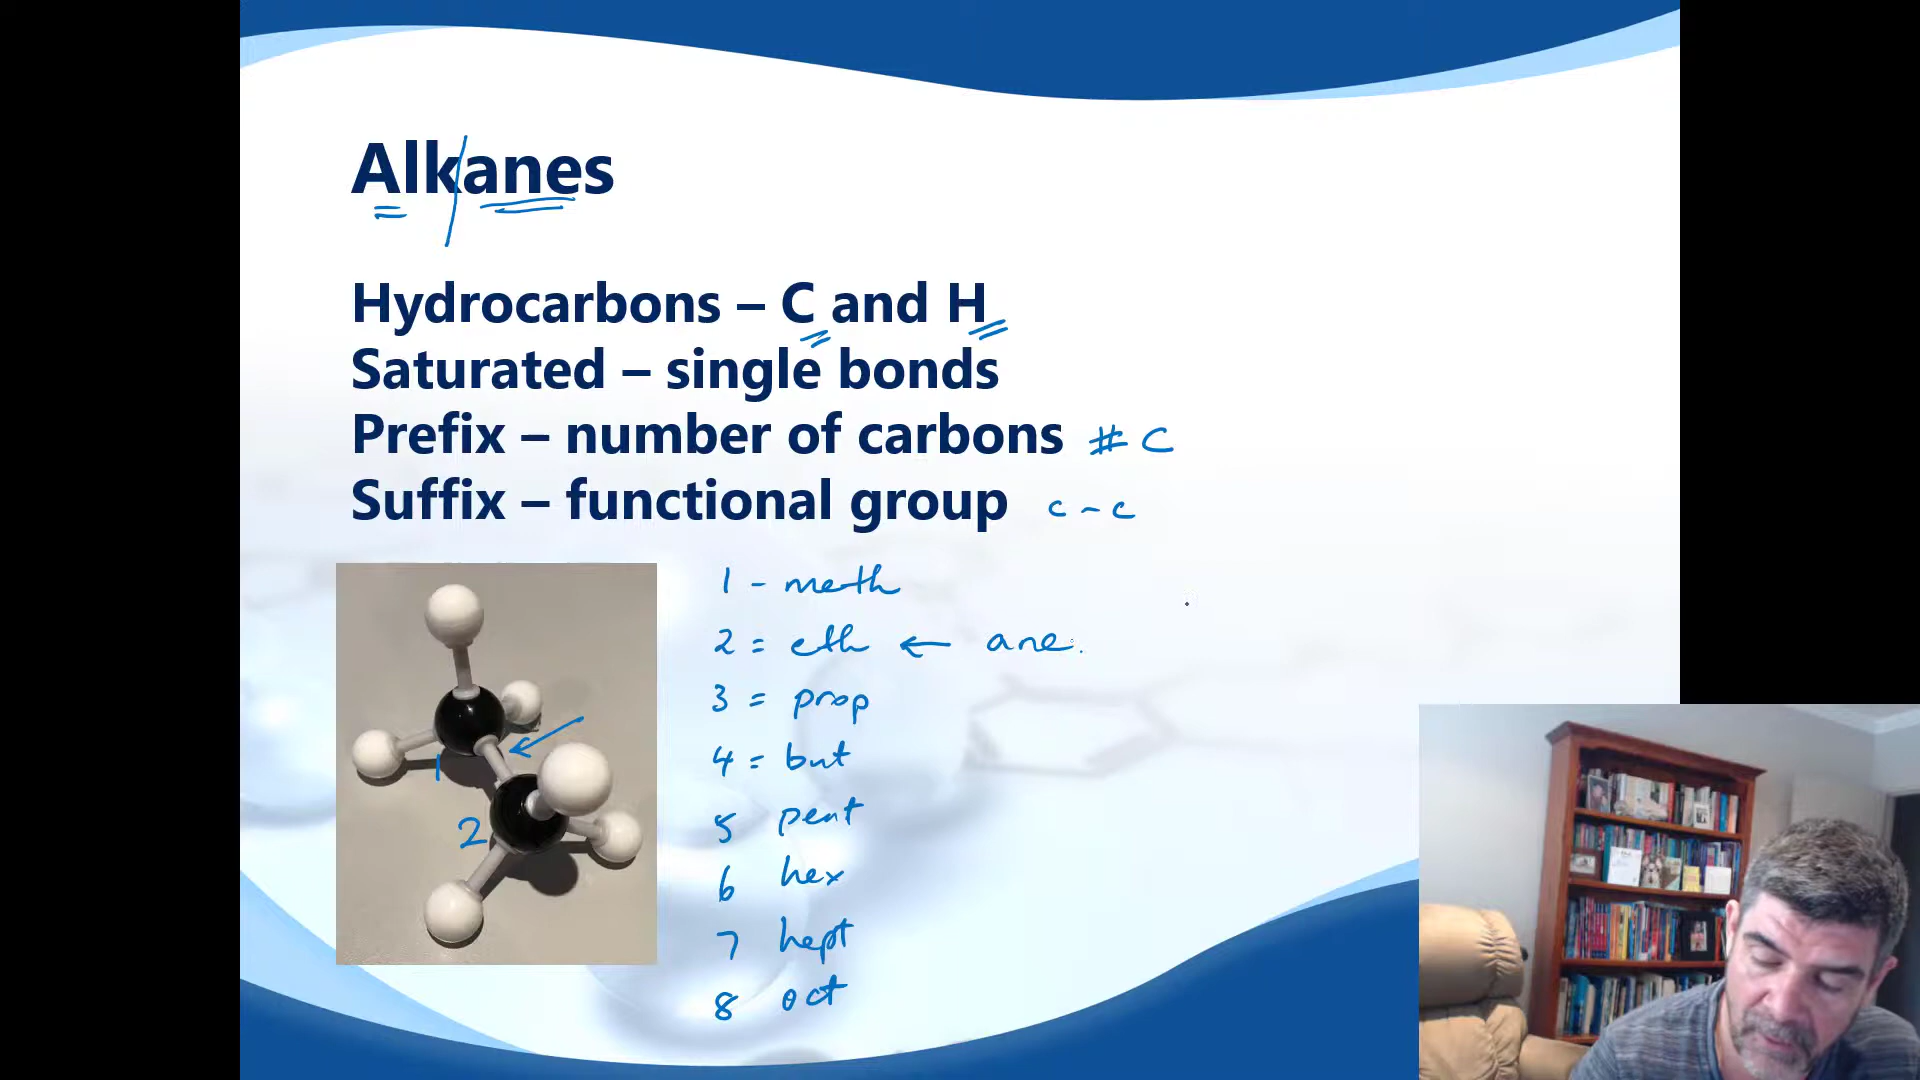 Alkanes
Hydrocarbons – C and H
Saturated – single bonds
Prefix – number of carbons # C
Suffix – functional group c - c
1 - meth
2 = eth ← ane.
3 = prop
4 = but
5 pent
6 hex
7 hept
8 oct
1
2